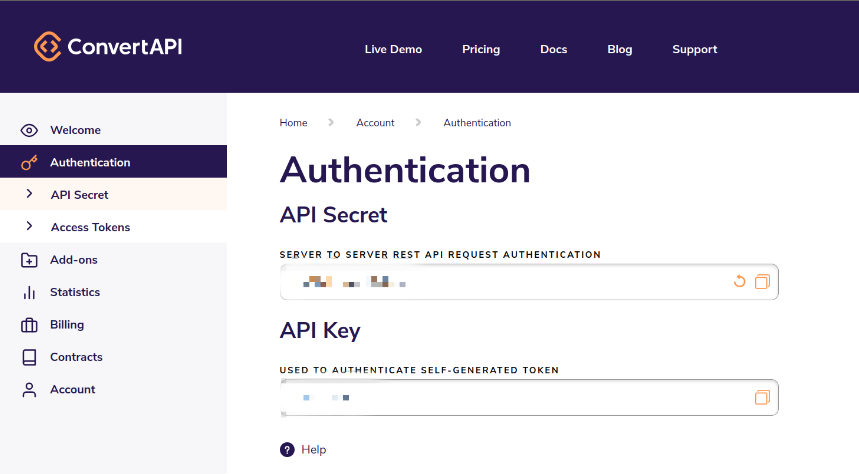 ConvertAPI
Live Demo Pricing Docs Blog Support
Welcome
Authentication
API Secret
Access Tokens
Add-ons
Statistics
Billing
Contracts
Account
Home Account Authentication
Authentication
API Secret
SERVER TO SERVER REST API REQUEST AUTHENTICATION
API Key
USED TO AUTHENTICATE SELF-GENERATED TOKEN
? Help